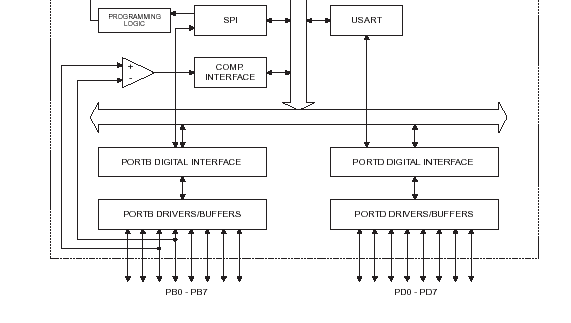 PROGRAMMING
LOGIC
SPI
USART
+
-
COMP.
INTERFACE
PORTB DIGITAL INTERFACE
PORTD DIGITAL INTERFACE
PORTB DRIVERS/BUFFERS
PORTD DRIVERS/BUFFERS
PB0 - PB7
PD0 - PD7